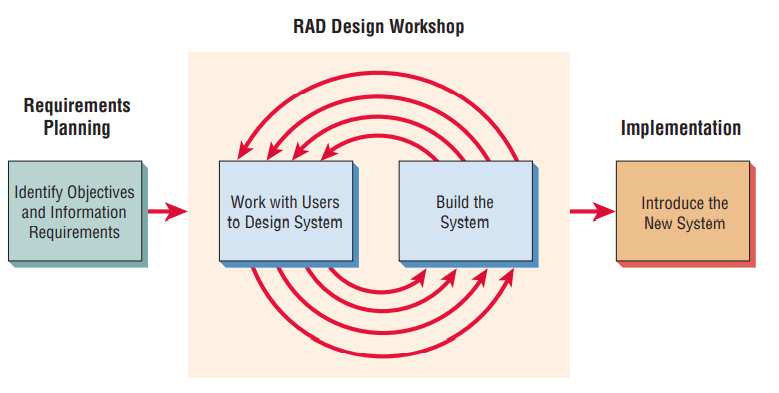 RAD Design Workshop
Requirements
Planning
Identify Objectives
and Information
Requirements
Work with Users
to Design System
Build the
System
Implementation
Introduce the
New System